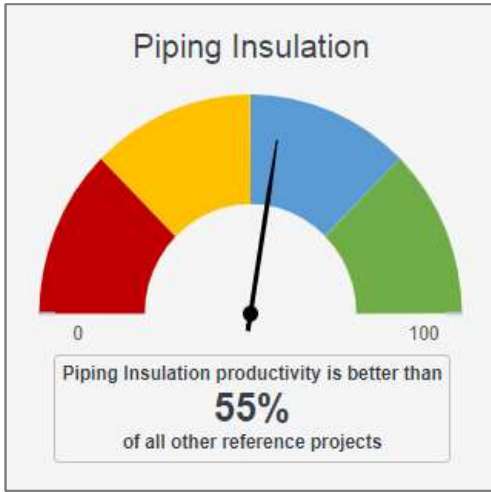 Piping Insulation
0 100
Piping Insulation productivity is better than
55%
of all other reference projects